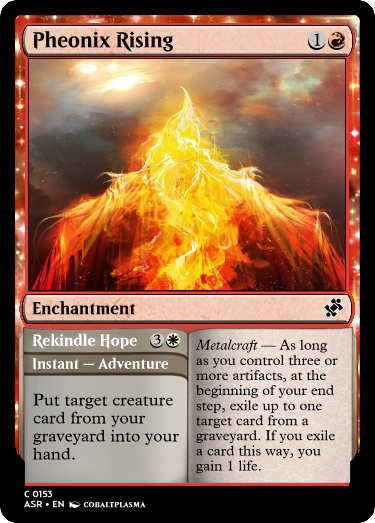 Pheonix Rising 1
Enchantment
Rekindle Hope 3
Instant — Adventure
Put target creature
card from your
graveyard into your
hand.
Metalcraft — As long
as you control three or
more artifacts, at the
beginning of your end
step, exile up to one
target card from a
graveyard. If you exile
a card this way, you
gain 1 life.
C 0153
ASR • EN COBALTPLASMA